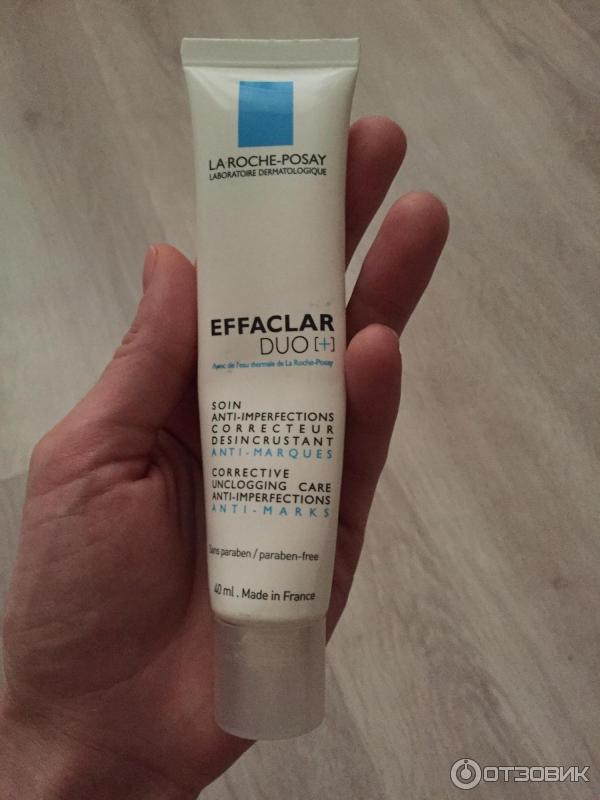 LA ROCHE-POSAY
LABORATOIRE DERMATOLOGIQUE
EFFACLAR
DUO [+]
Avec de l'eau thermale de La Roche-Posay
SOIN
ANTI-IMPERFECTIONS
CORRECTEUR
DESINCRUSTANT
ANTI-MARQUES
CORRECTIVE
UNCLOGGING CARE
ANTI-IMPERFECTIONS
ANTI-MARKS
Sans paraben / paraben-free
40 ml. Made in France
ОТЗОВИК